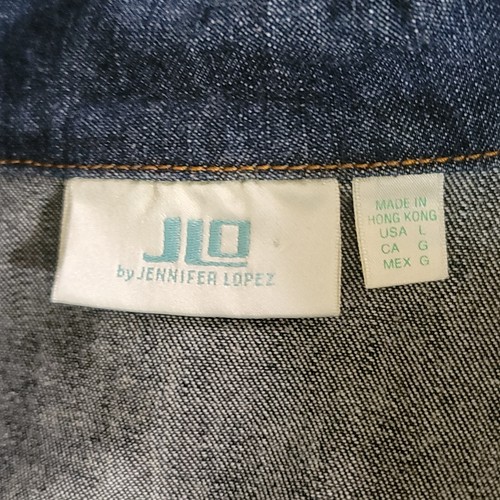 JLO
by JENNIFER LOPEZ
MADE IN
HONG KONG
USA L
CA G
MEX G